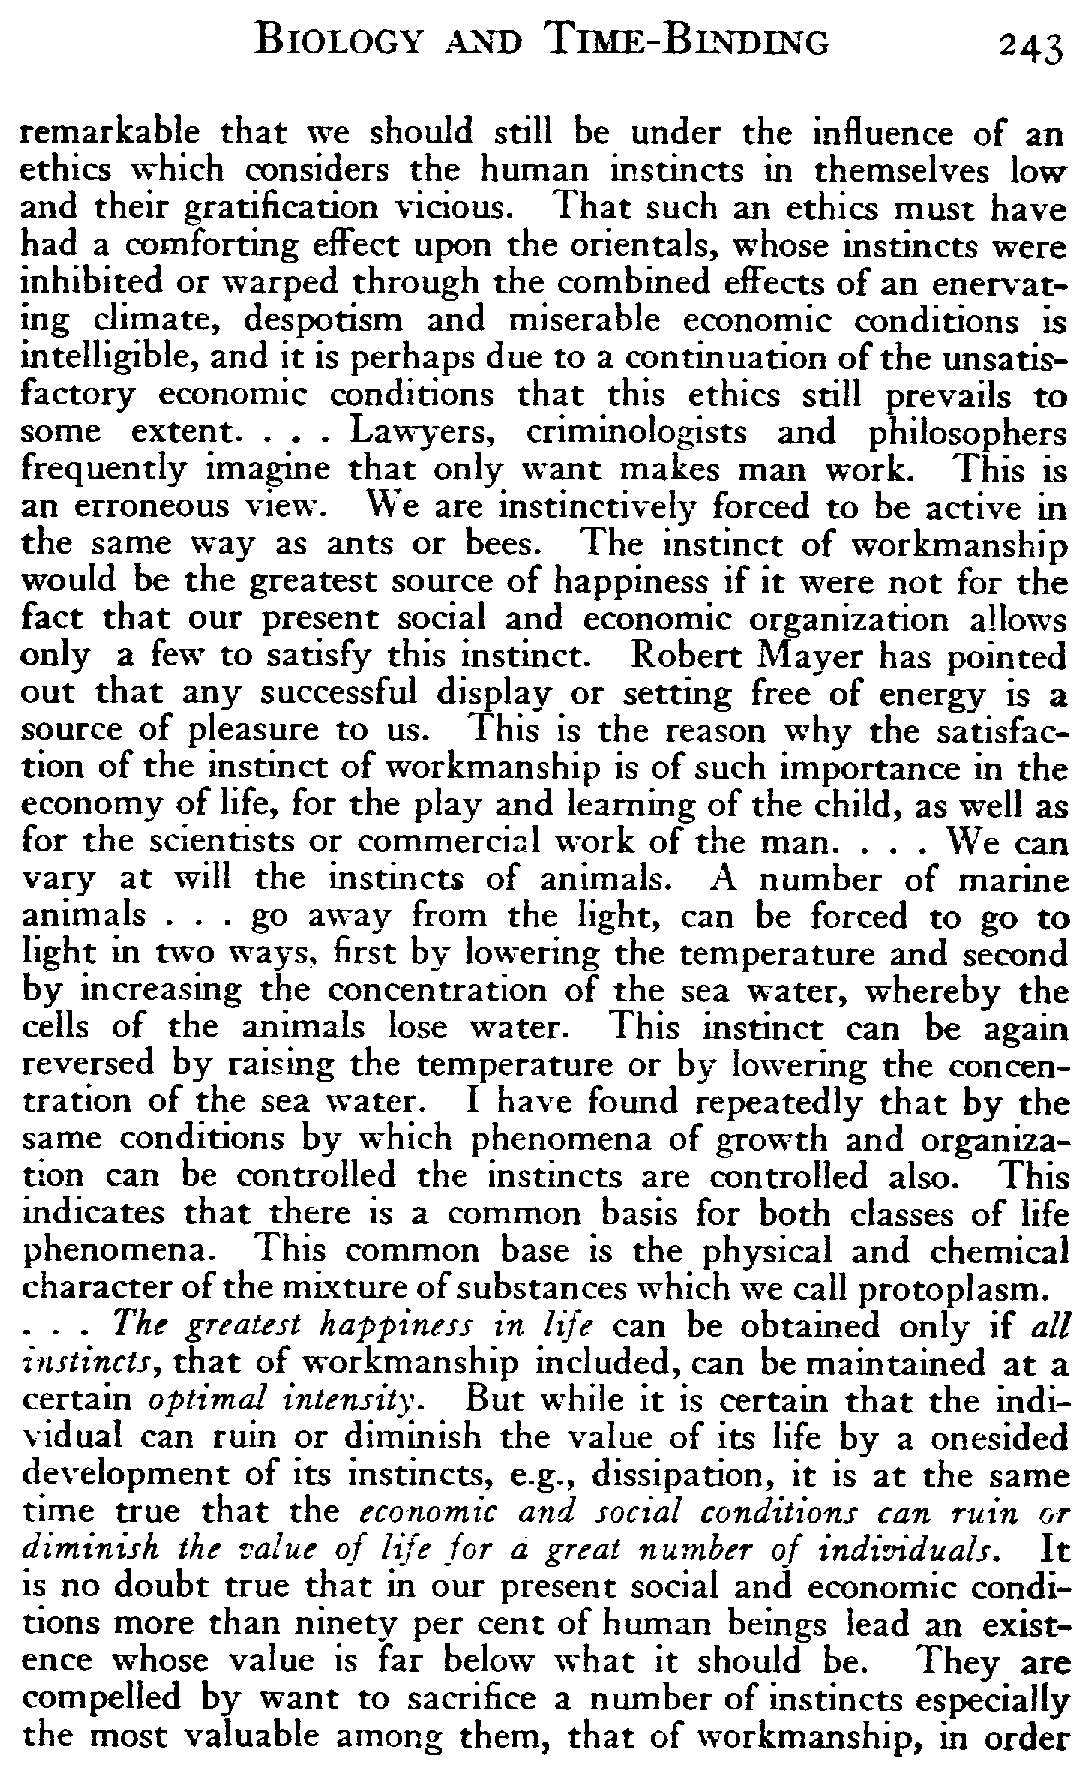 BIOLOGY AND TIME-BINDING 243
remarkable that we should still be under the influence of an
ethics which considers the human instincts in themselves low
and their gratification vicious. That such an ethics must have
had a comforting effect upon the orientals, whose instincts were
inhibited or warped through the combined effects of an enervat-
ing climate, despotism and miserable economic conditions is
intelligible, and it is perhaps due to a continuation of the unsatis-
factory economic conditions that this ethics still prevails to
some extent. . . . Lawyers, criminologists and philosophers
frequently imagine that only want makes man work. This is
an erroneous view. We are instinctively forced to be active in
the same way as ants or bees. The instinct of workmanship
would be the greatest source of happiness if it were not for the
fact that our present social and economic organization allows
only a few to satisfy this instinct. Robert Mayer has pointed
out that any successful display or setting free of energy is a
source of pleasure to us. This is the reason why the satisfac-
tion of the instinct of workmanship is of such importance in the
economy of life, for the play and learning of the child, as well as
for the scientists or commercial work of the man. . . . We can
vary at will the instincts of animals. A number of marine
animals . . . go away from the light, can be forced to go to
light in two ways, first by lowering the temperature and second
by increasing the concentration of the sea water, whereby the
cells of the animals lose water. This instinct can be again
reversed by raising the temperature or by lowering the concen-
tration of the sea water. I have found repeatedly that by the
same conditions by which phenomena of growth and organiza-
tion can be controlled the instincts are controlled also. This
indicates that there is a common basis for both classes of life
phenomena. This common base is the physical and chemical
character of the mixture of substances which we call protoplasm.
. . . The greatest happiness in life can be obtained only if all
instincts, that of workmanship included, can be maintained at a
certain optimal intensity. But while it is certain that the indi-
vidual can ruin or diminish the value of its life by a onesided
development of its instincts, e.g., dissipation, it is at the same
time true that the economic and social conditions can ruin or
diminish the value of life for a great number of individuals. It
is no doubt true that in our present social and economic condi-
tions more than ninety per cent of human beings lead an exist-
ence whose value is far below what it should be. They are
compelled by want to sacrifice a number of instincts especially
the most valuable among them, that of workmanship, in order